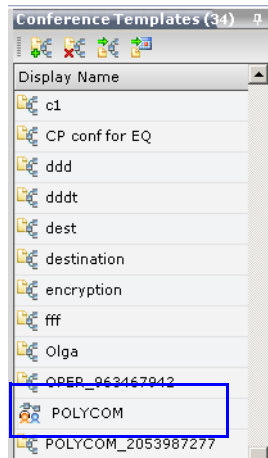 Conference Templates (34)
Display Name
c1
CP conf for EQ
ddd
dddt
dest
destination
encryption
fff
Olga
OPER_963467942
POLYCOM
POLYCOM_2053987277